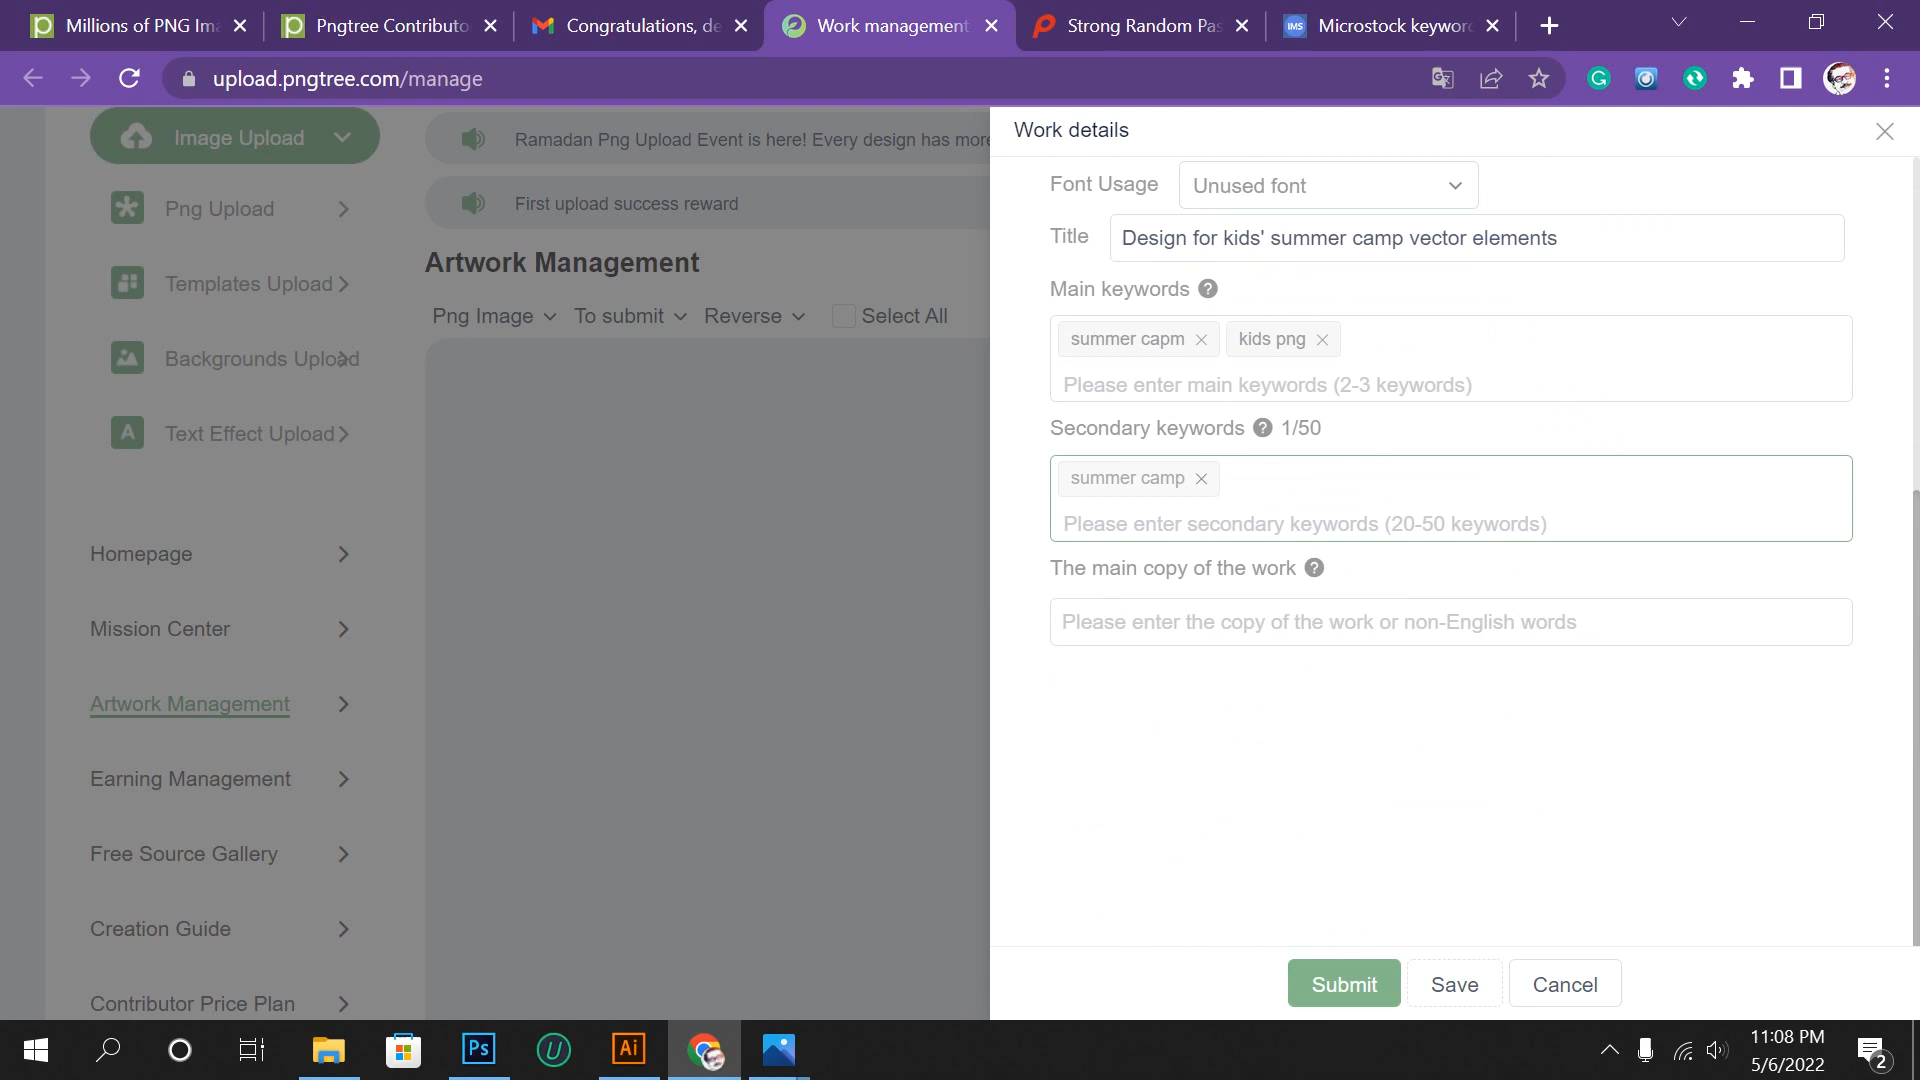 Millions of PNG Im
Pngtree Contributo
Congratulations, de
Work management
Strong Random Pas
IMS
Microstock keyword
upload.pngtree.com/manage
Image Upload
Ramadan Png Upload Event is here! Every design has more
Work details
Font Usage
Unused font
Png Upload
First upload success reward
Title
Design for kids' summer camp vector elements
Artwork Management
Templates Upload
Main keywords
Png Image
To submit
Reverse
Select All
summer capm
kids png
Backgrounds Upload
Please enter main keywords (2-3 keywords)
A
Text Effect Upload
Secondary keywords
1/50
summer camp
Please enter secondary keywords (20-50 keywords)
Homepage
The main copy of the work
Mission Center
Please enter the copy of the work or non-English words
Artwork Management
Earning Management
Free Source Gallery
Creation Guide
Submit
Save
Cancel
Contributor Price Plan
Ps
U
Ai
11:08 PM
5/6/2022
2